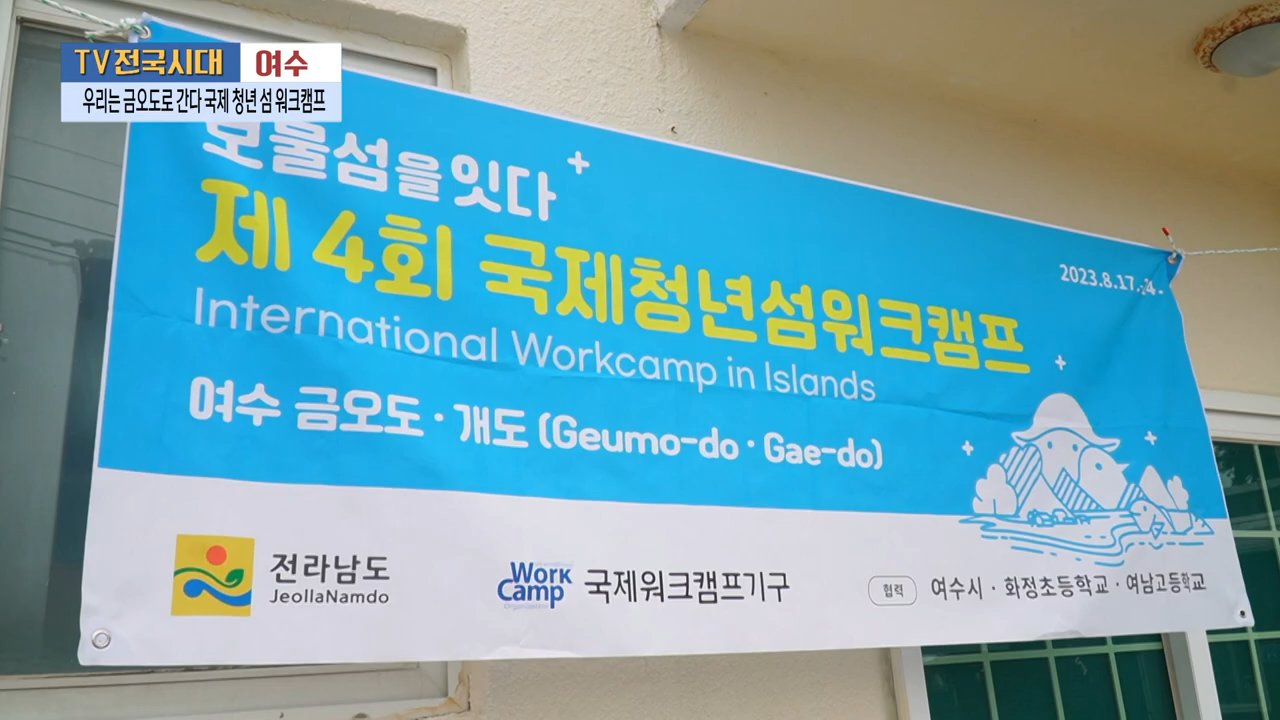 TV전국시대 여수
우리는 금오도로 간다 국제 청년 섬 워크캠프
보물섬을 잇다
제 4회 국제청년섬워크캠프
2023.8.17.
International Workcamp in Islands
여수 금오도 · 개도 (Geumo-do · Gae-do)
전라남도
JeollaNamdo
Work
Camp
국제워크캠프기구
협력 여수시 · 화정초등학교 · 여남고등학교